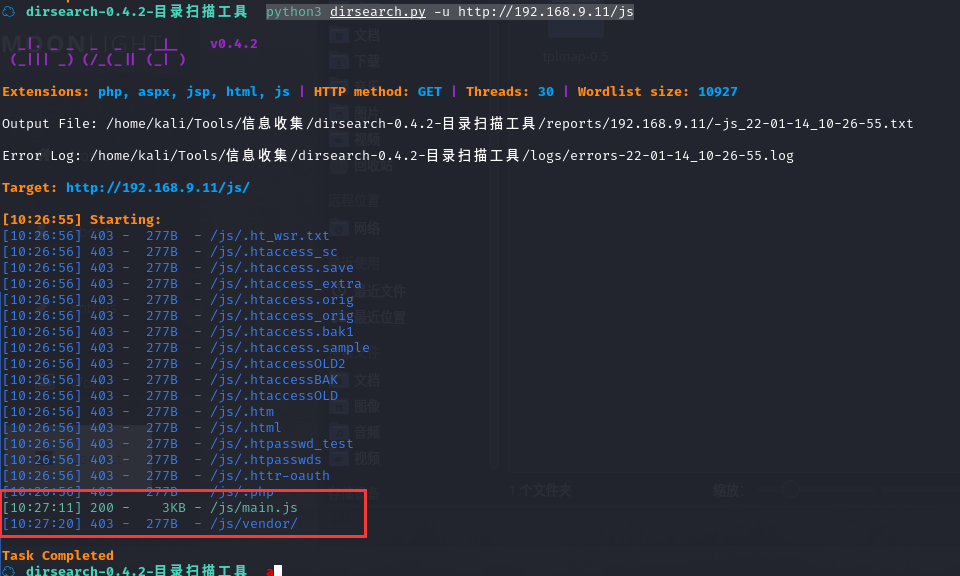 dirsearch-0.4.2-目录扫描工具 python3 dirsearch.py -u http://192.168.9.11/js
v0.4.2
Extensions: php, aspx, jsp, html, js | HTTP method: GET | Threads: 30 | Wordlist size: 10927
Output File: /home/kali/Tools/信息收集/dirsearch-0.4.2-目录扫描工具/reports/192.168.9.11/-js_22-01-14_10-26-55.txt
Error Log: /home/kali/Tools/信息收集/dirsearch-0.4.2-目录扫描工具/logs/errors-22-01-14_10-26-55.log
Target: http://192.168.9.11/js/
[10:26:55] Starting:
[10:26:56] 403 - 277B - /js/.ht_wsr.txt
[10:26:56] 403 - 277B - /js/.htaccess_sc
[10:26:56] 403 - 277B - /js/.htaccess.save
[10:26:56] 403 - 277B - /js/.htaccess_extra
[10:26:56] 403 - 277B - /js/.htaccess.orig
[10:26:56] 403 - 277B - /js/.htaccess_orig
[10:26:56] 403 - 277B - /js/.htaccess.bak1
[10:26:56] 403 - 277B - /js/.htaccess.sample
[10:26:56] 403 - 277B - /js/.htaccessOLD2
[10:26:56] 403 - 277B - /js/.htaccessBAK
[10:26:56] 403 - 277B - /js/.htaccessOLD
[10:26:56] 403 - 277B - /js/.htm
[10:26:56] 403 - 277B - /js/.html
[10:26:56] 403 - 277B - /js/.htpasswd_test
[10:26:56] 403 - 277B - /js/.htpasswds
[10:26:56] 403 - 277B - /js/.httr-oauth
[10:26:56] 403 - 277B - /js/.php
[10:27:11] 200 - 3KB - /js/main.js
[10:27:20] 403 - 277B - /js/vendor/
Task Completed
dirsearch-0.4.2-目录扫描工具 a